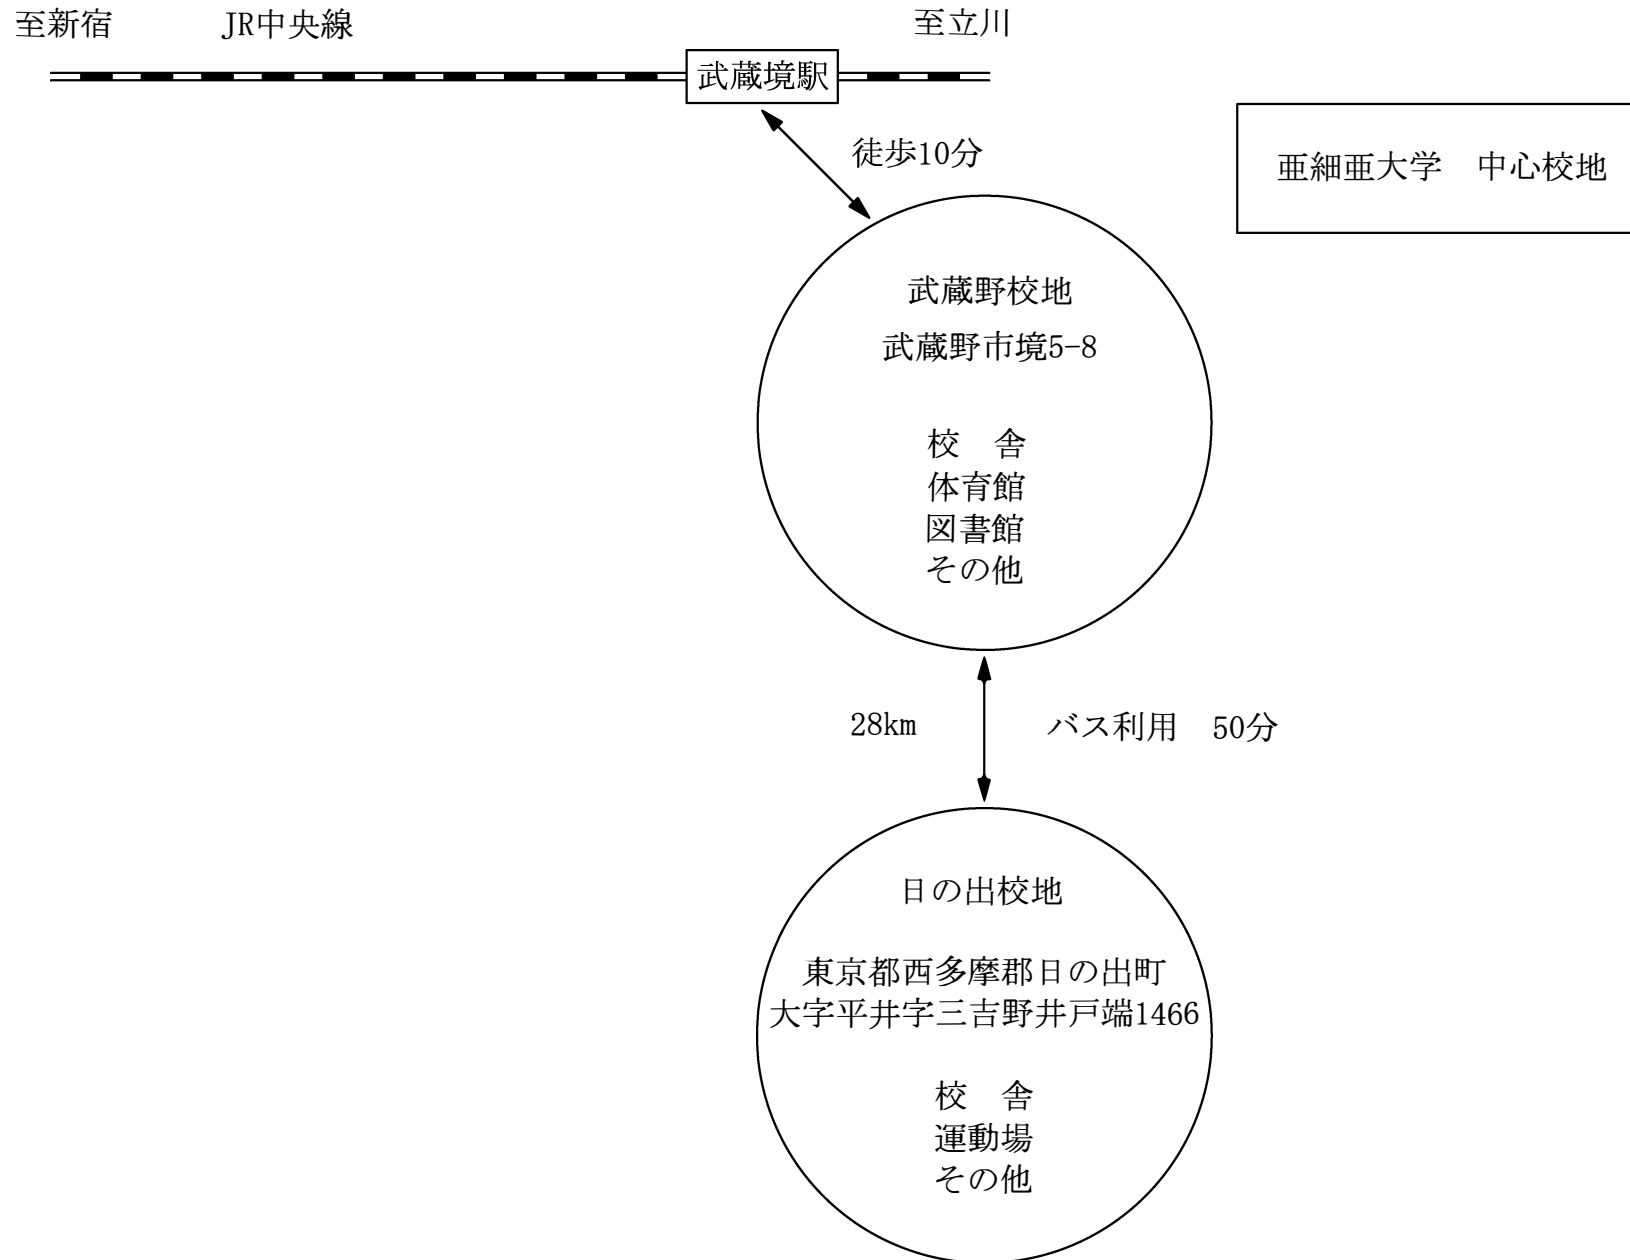 至新宿
JR中央線
至立川
武蔵境駅
徒歩10分
亜細亜大学　中心校地
武蔵野校地
武蔵野市境5-8
校　舎
体育館
図書館
その他
28km
バス利用　50分
日の出校地
東京都西多摩郡日の出町
大字平井字三吉野井戸端1466
校　舎
運動場
その他